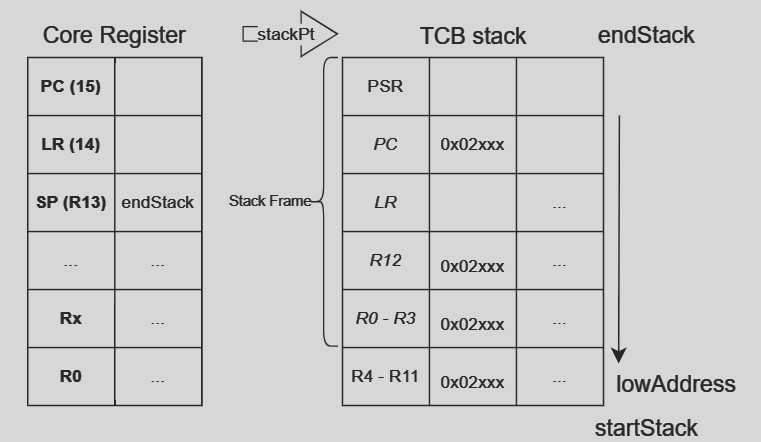 Core Register
stackPt
TCB stack
endStack
PC (15)
PSR
LR (14)
PC 0x02xxx
SP (R13) endStack
Stack Frame
LR ...
... ...
R12 0x02xxx ...
Rx ...
R0 - R3 0x02xxx ...
R0 ...
R4 - R11 0x02xxx ...
lowAddress
startStack